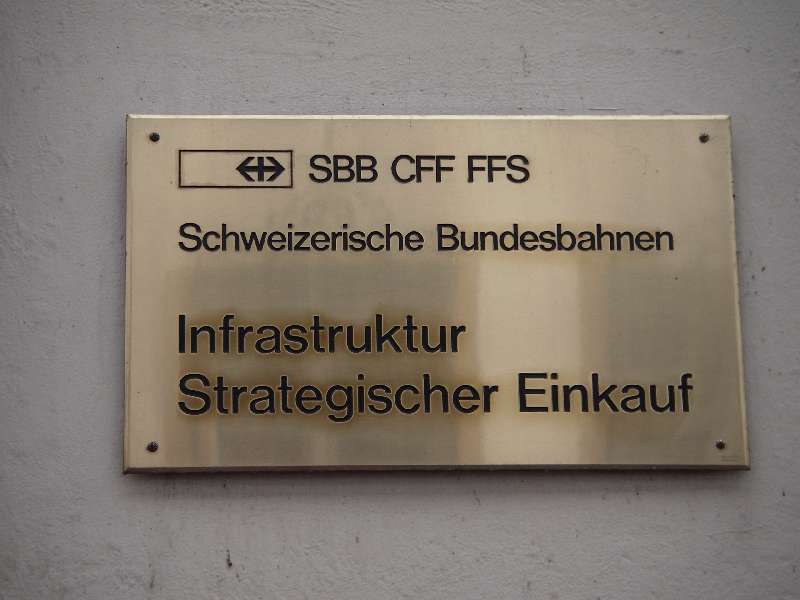 SBB CFF FFS
Schweizerische Bundesbahnen
Infrastruktur
Strategischer Einkauf